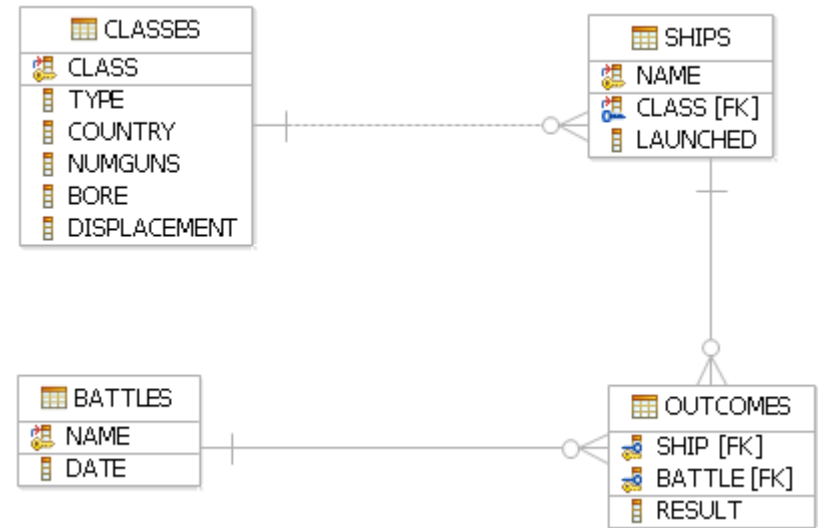 CLASSES
CLASS
TYPE
COUNTRY
NUMGUNS
BORE
DISPLACEMENT
SHIPS
NAME
CLASS [FK]
LAUNCHED
BATTLES
NAME
DATE
OUTCOMES
SHIP [FK]
BATTLE [FK]
RESULT